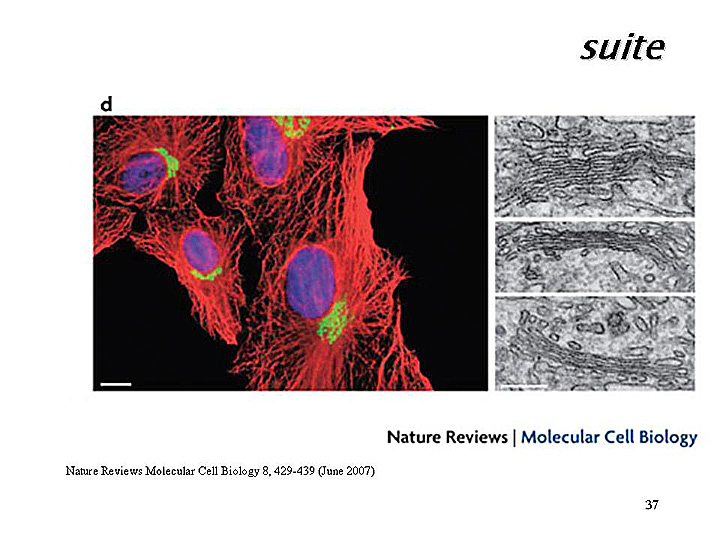 suite
d
Nature Reviews | Molecular Cell Biology
Nature Reviews Molecular Cell Biology 8, 429-439 (June 2007)
37